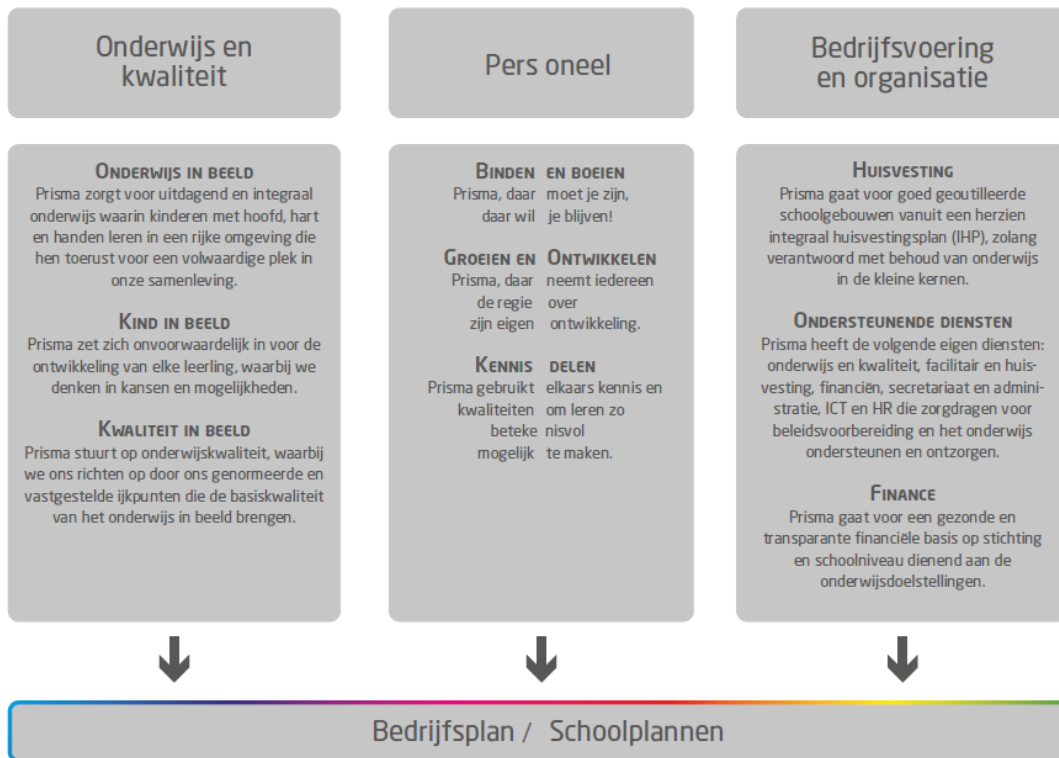 Onderwijs en
kwaliteit
ONDERWIJS IN BEELD
Prisma zorgt voor uitdagend en integraal
onderwijs waarin kinderen met hoofd, hart
en handen leren in een rijke omgeving die
hen toerust voor een volwaardige plek in
onze samenleving.
KIND IN BEELD
Prisma zet zich onvoorwaardelijk in voor de
ontwikkeling van elke leerling, waarbij we
denken in kansen en mogelijkheden.
KWALITEIT IN BEELD
Prisma stuurt op onderwijskwaliteit, waarbij
we ons richten op door ons genormeerde en
vastgestelde ijkpunten die de basiskwaliteit
van het onderwijs in beeld brengen.
Pers oneel
BINDEN EN BOEIEN
Prisma, daar moet je zijn,
daar wil je blijven!
GROEIEN EN ONTWIKKELEN
Prisma, daar neemt iedereen
de regie over
zijn eigen ontwikkeling.
KENNIS DELEN
Prisma gebruikt elkaars kennis en
kwaliteiten om leren zo
beteke nisvol
mogelijk te maken.
Bedrijfsvoering
en organisatie
HUISVESTING
Prisma gaat voor goed geoutilleerde
schoolgebouwen vanuit een herzien
integraal huisvestingsplan (IHP), zolang
verantwoord met behoud van onderwijs
in de kleine kernen.
ONDERSTEUNENDE DIENSTEN
Prisma heeft de volgende eigen diensten:
onderwijs en kwaliteit, facilitair en huis-
vesting, financiën, secretariaat en admini-
stratie, ICT en HR die zorgdragen voor
beleidsvoorbereiding en het onderwijs
ondersteunen en ontzorgen.
FINANCE
Prisma gaat voor een gezonde en
transparante financiële basis op stichting
en schoolniveau dienend aan de
onderwijsdoelstellingen.
Bedrijfsplan / Schoolplannen